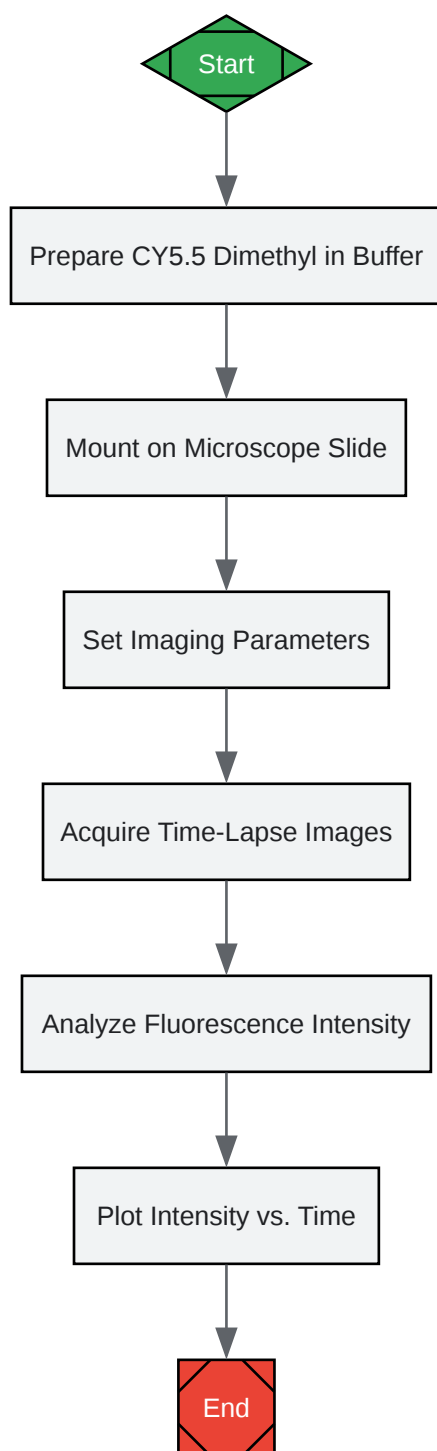 Start
Prepare CY5.5 Dimethyl in Buffer
Mount on Microscope Slide
Set Imaging Parameters
Acquire Time-Lapse Images
Analyze Fluorescence Intensity
Plot Intensity vs. Time
End